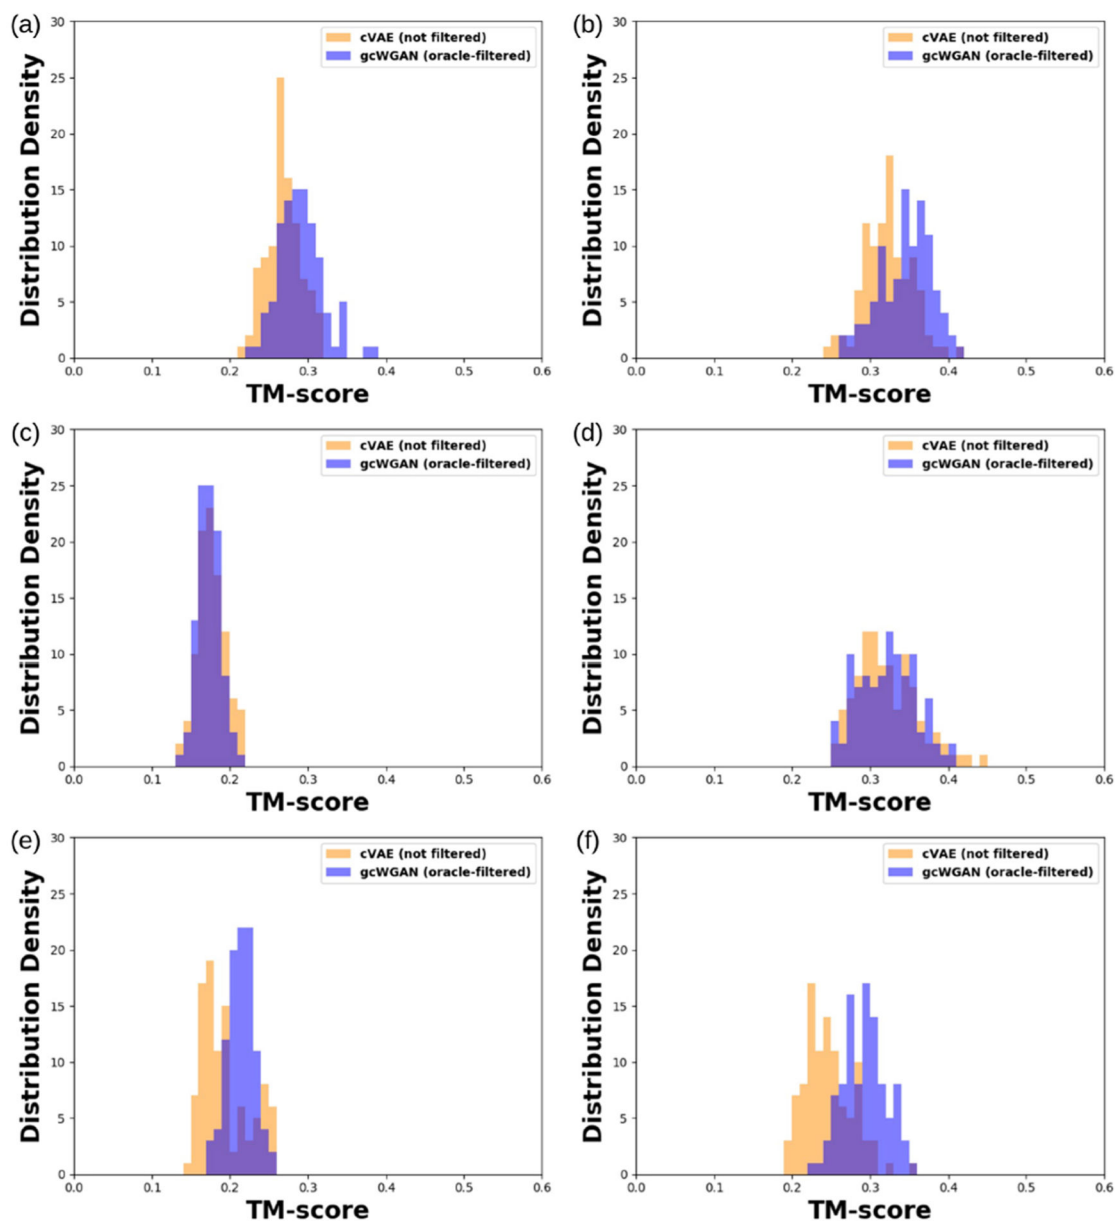 (a)
Distribution Density
30
25
20
15
10
5
0
cVAE (not filtered)
gcWGAN (oracle-filtered)
0.0 0.1 0.2 0.3 0.4 0.5 0.6
TM-score
(b)
Distribution Density
30
25
20
15
10
5
0
cVAE (not filtered)
gcWGAN (oracle-filtered)
0.0 0.1 0.2 0.3 0.4 0.5 0.6
TM-score
(c)
Distribution Density
30
25
20
15
10
5
0
cVAE (not filtered)
gcWGAN (oracle-filtered)
0.0 0.1 0.2 0.3 0.4 0.5 0.6
TM-score
(d)
Distribution Density
30
25
20
15
10
5
0
cVAE (not filtered)
gcWGAN (oracle-filtered)
0.0 0.1 0.2 0.3 0.4 0.5 0.6
TM-score
(e)
Distribution Density
30
25
20
15
10
5
0
cVAE (not filtered)
gcWGAN (oracle-filtered)
0.0 0.1 0.2 0.3 0.4 0.5 0.6
TM-score
(f)
Distribution Density
30
25
20
15
10
5
0
cVAE (not filtered)
gcWGAN (oracle-filtered)
0.0 0.1 0.2 0.3 0.4 0.5 0.6
TM-score